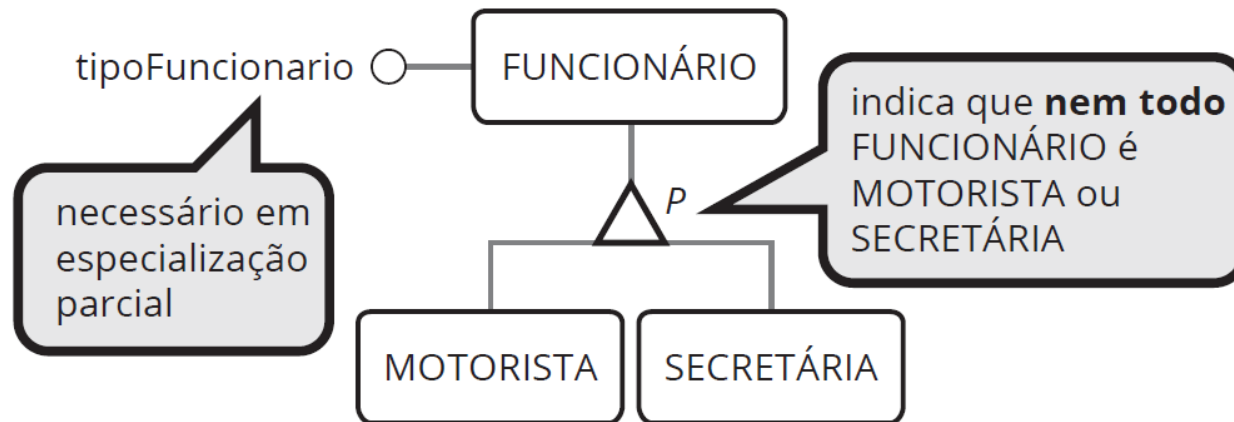 tipoFuncionario
FUNCIONÁRIO
necessário em
especialização
parcial
P
indica que nem todo
FUNCIONÁRIO é
MOTORISTA ou
SECRETÁRIA
MOTORISTA
SECRETÁRIA